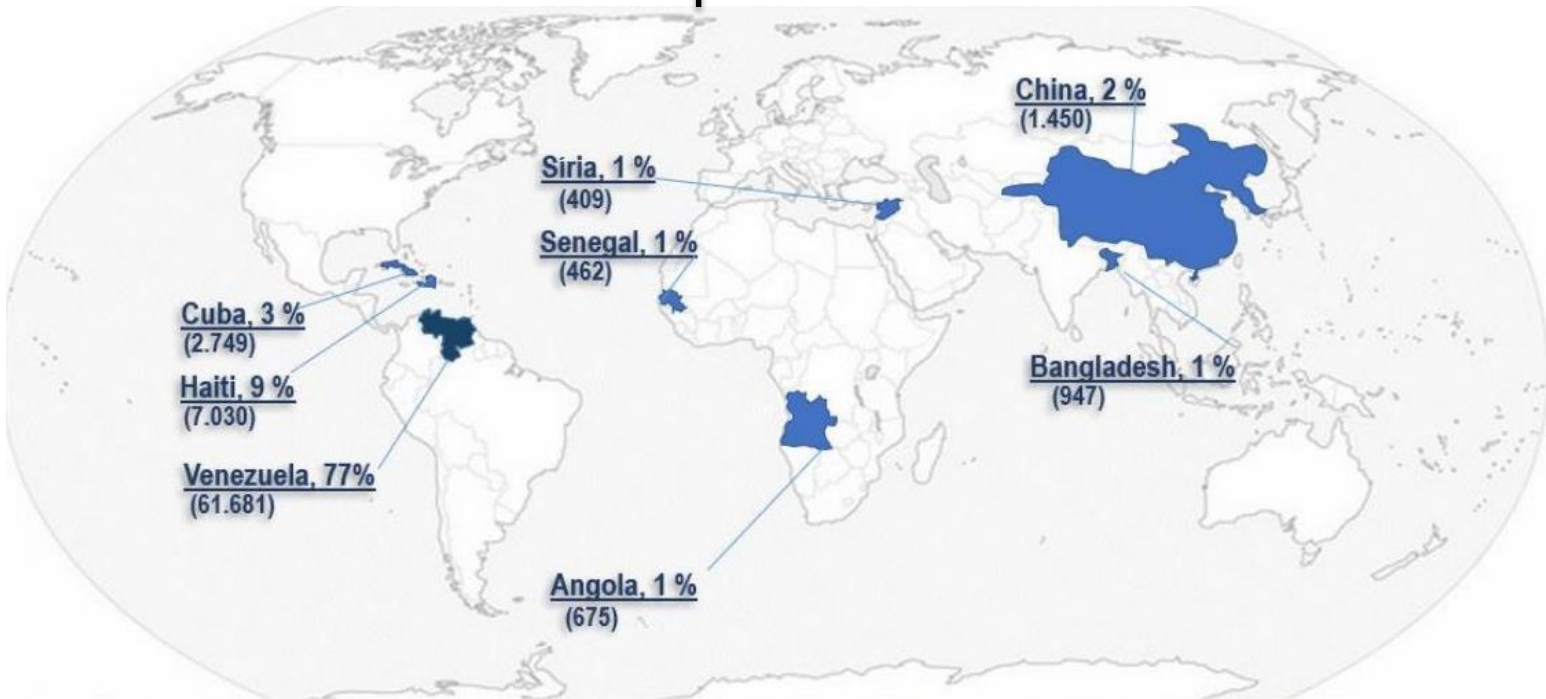 China, 2 %
(1.450)
Síria, 1 %
(409)
Senegal, 1 %
(462)
Cuba, 3 %
(2.749)
Haiti, 9 %
(7.030)
Bangladesh, 1 %
(947)
Venezuela, 77%
(61.681)
Angola, 1 %
(675)